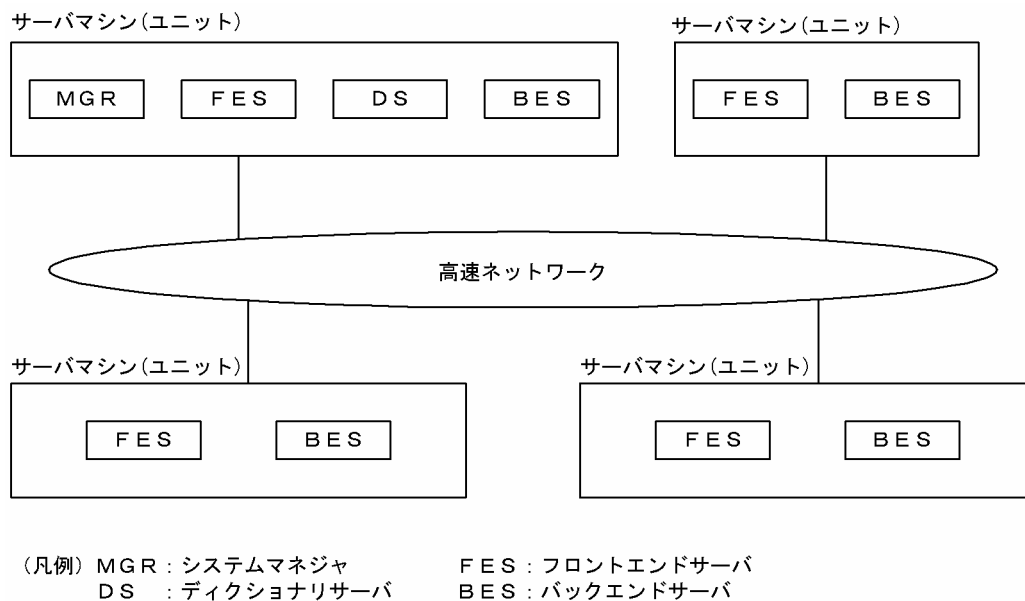 サーバマシン(ユニット)
サーバマシン(ユニット)
ＭＧＲ ＦＥＳ ＤＳ ＢＥＳ
ＦＥＳ ＢＥＳ
高速ネットワーク
サーバマシン(ユニット)
サーバマシン(ユニット)
ＦＥＳ ＢＥＳ
ＦＥＳ ＢＥＳ
(凡例) ＭＧＲ：システムマネジャ ＦＥＳ：フロントエンドサーバ
ＤＳ ：ディクショナリサーバ ＢＥＳ：バックエンドサーバ